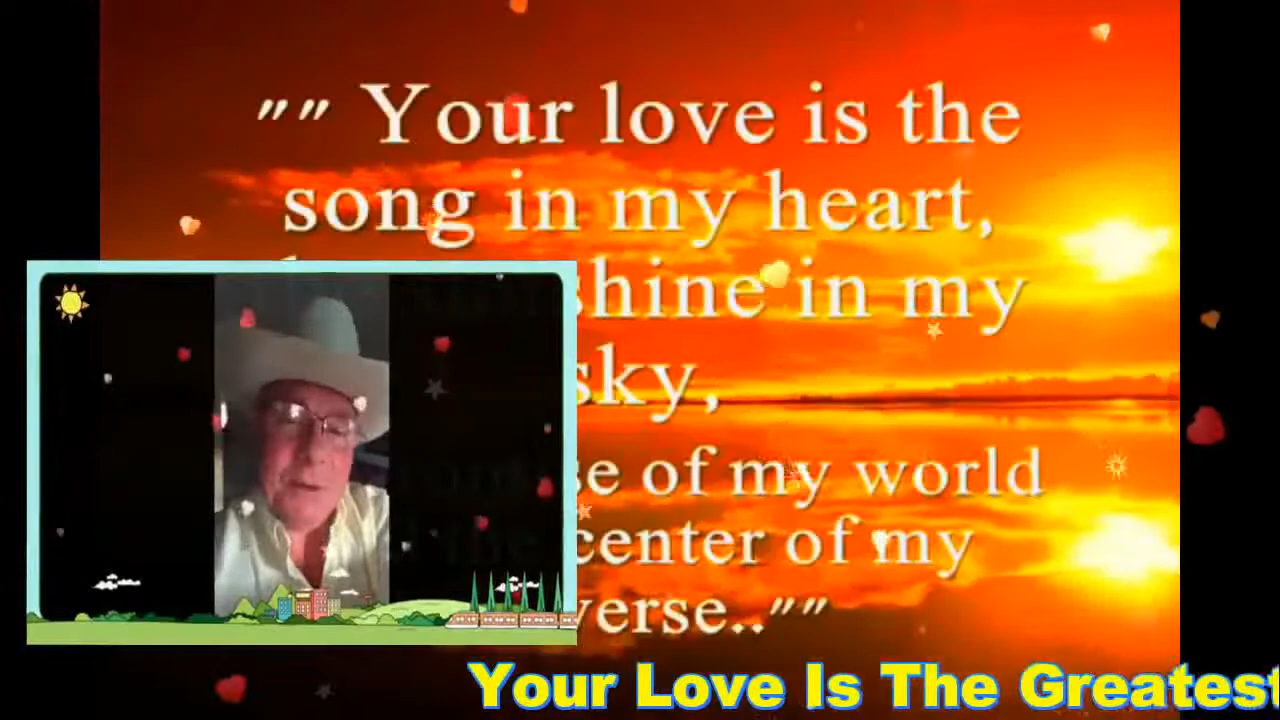 "" Your love is the
song in my heart,
shine in my
sky,
se of my world
center of my
verse..""
Your Love Is The Greatest